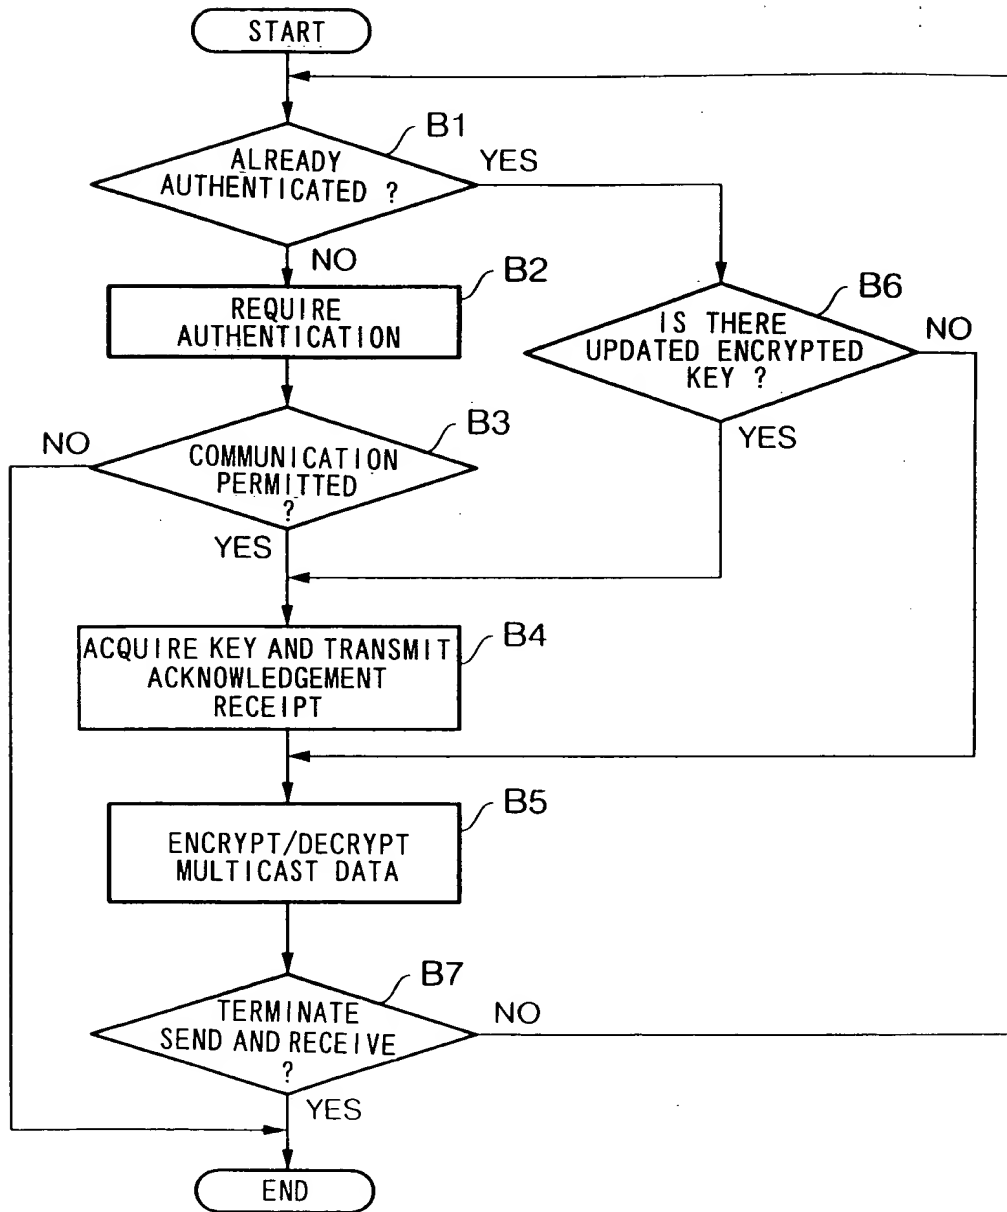 START
B1
ALREADY
AUTHENTICATED ?
YES
NO
B2
REQUIRE
AUTHENTICATION
B6
IS THERE
UPDATED ENCRYPTED
KEY ?
NO
YES
B3
NO
COMMUNICATION
PERMITTED
?
YES
ACQUIRE KEY AND TRANSMIT
ACKNOWLEDGEMENT
RECEIPT
B4
B5
ENCRYPT/DECRYPT
MULTICAST DATA
B7
TERMINATE
SEND AND RECEIVE
?
NO
YES
END